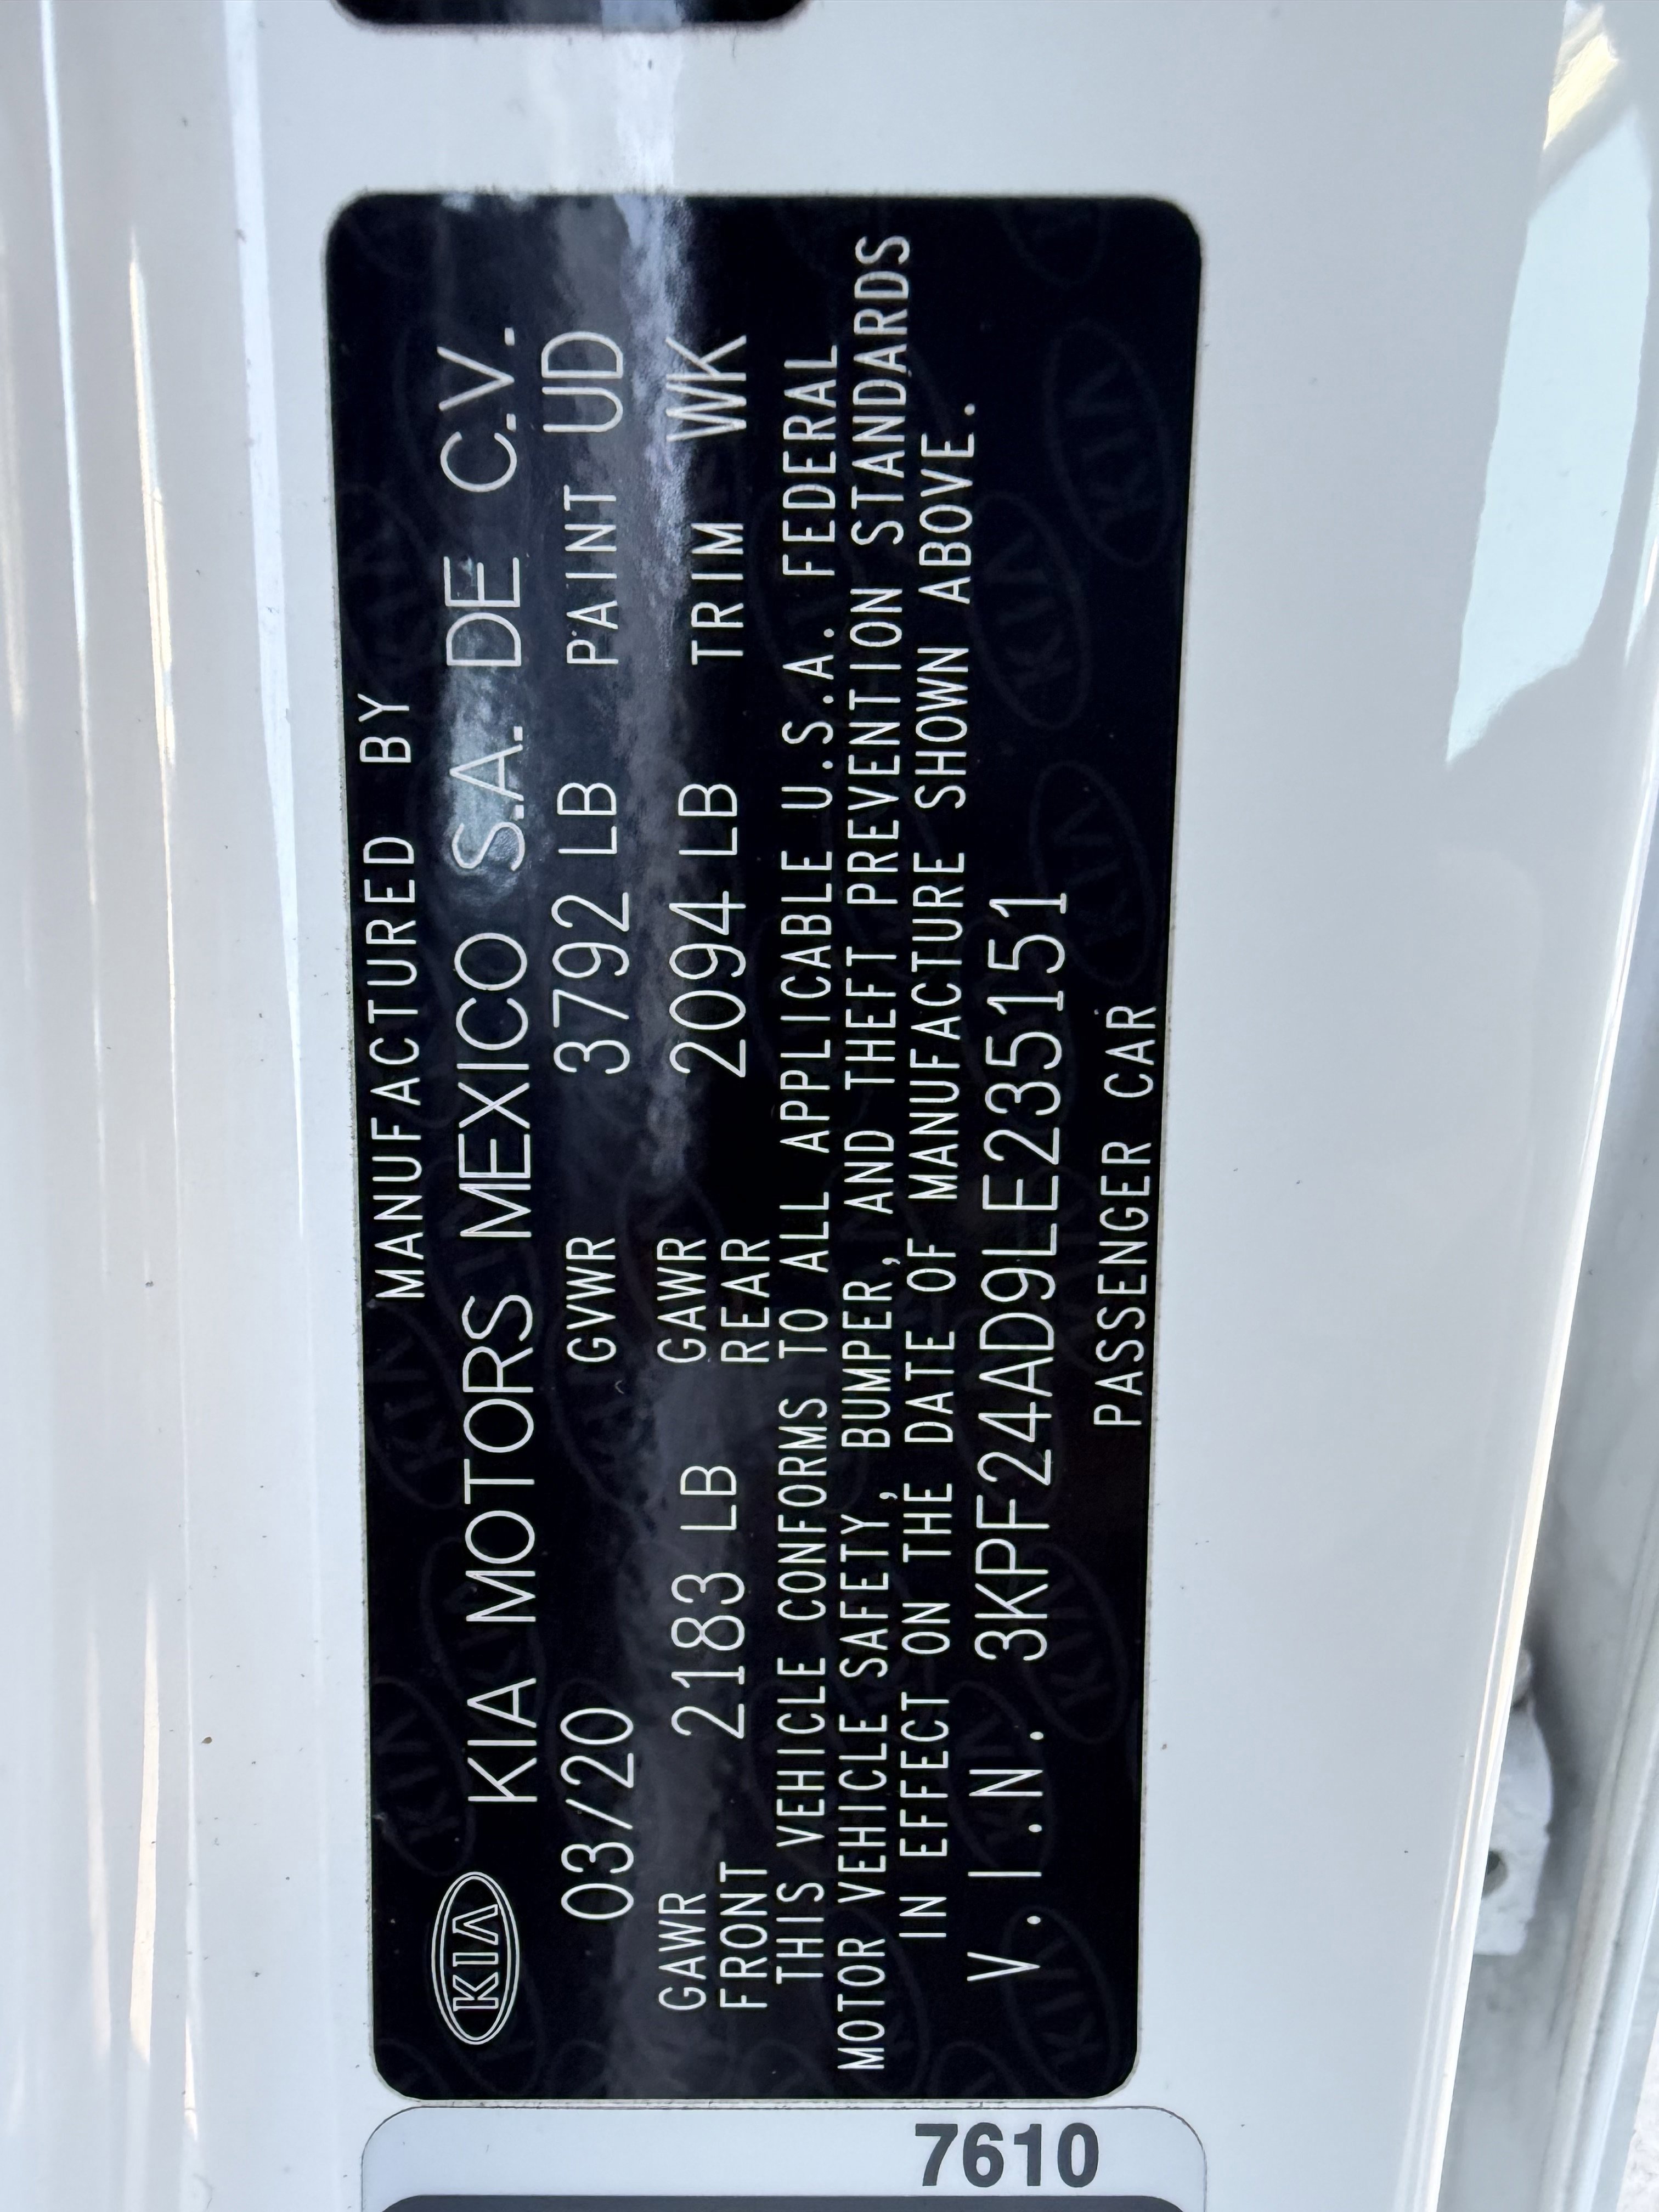 MANUFACTURED BY
KIA KIA MOTORS MEXICO S.A. DE C.V.
03/20 GVWR 3792 LB PAINT UD
GAWR FRONT 2183 LB GAWR REAR 2094 LB TRIM WK
THIS VEHICLE CONFORMS TO ALL APPLICABLE U.S.A. FEDERAL
MOTOR VEHICLE SAFETY, BUMPER, AND THEFT PREVENTION STANDARDS
IN EFFECT ON THE DATE OF MANUFACTURE SHOWN ABOVE.
V.I.N. 3KPF24AD9LE235151
PASSENGER CAR
7610